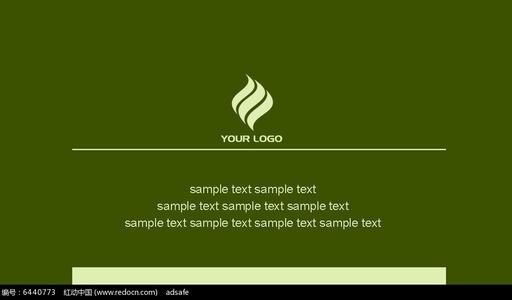 YOUR LOGO
sample text sample text
sample text sample text sample text
sample text sample text sample text sample text
编号：6440773 红动中国 (www.redocn.com) adsafe